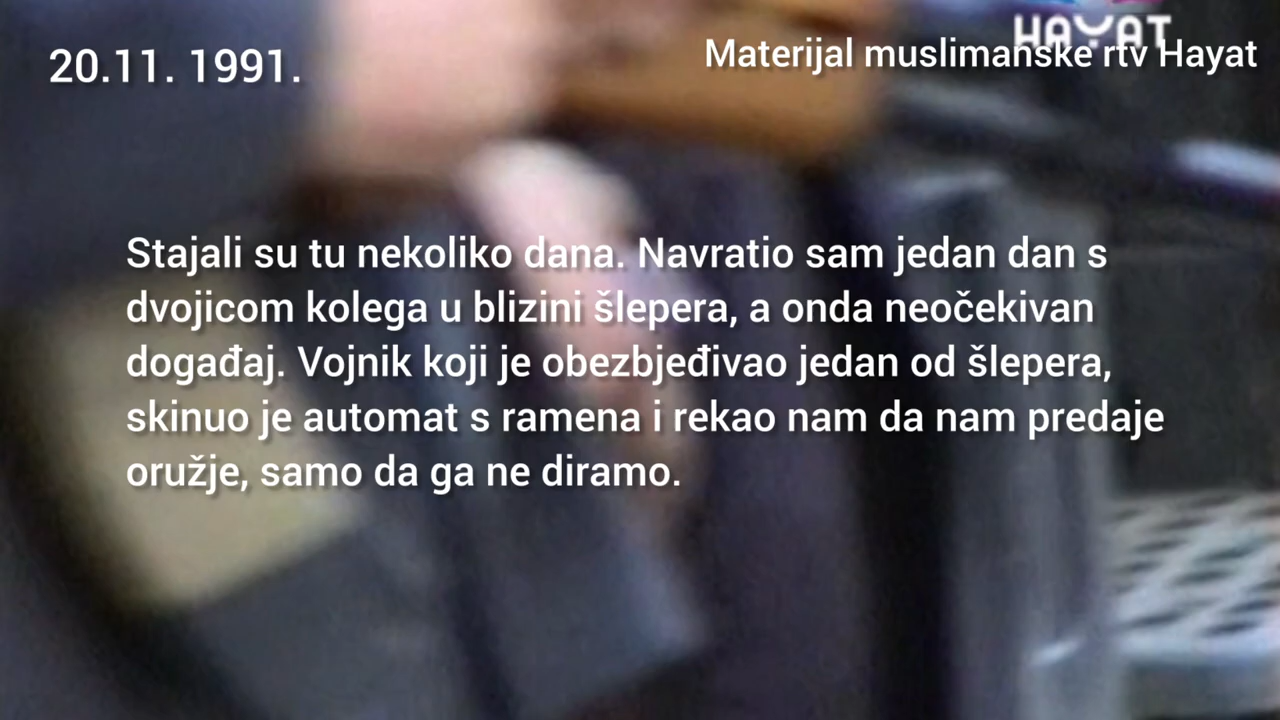 HAYAT
20.11. 1991.
Materijal muslimanske rtv Hayat
Stajali su tu nekoliko dana. Navratio sam jedan dan s
dvojicom kolega u blizini šlepera, a onda neočekivan
događaj. Vojnik koji je obezbjeđivao jedan od šlepera,
skinuo je automat s ramena i rekao nam da nam predaje
oružje, samo da ga ne diramo.